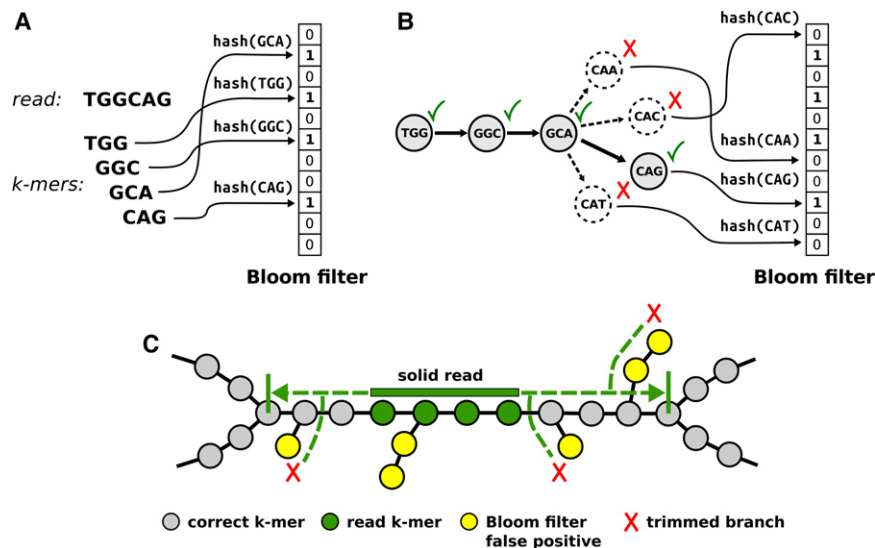 A
hash(GCA)
hash(TGG)
read: TGGCAG
hash(GGC)
TGG
GGC
k-mers:
GCA
hash(CAG)
CAG
0
1
0
1
0
1
0
0
1
0
0
Bloom filter
B
hash(CAC)
CAA
CAC
TGG
GGC
GCA
hash(CAA)
CAG
hash(CAG)
CAT
hash(CAT)
0
1
0
1
0
1
0
0
1
0
0
Bloom filter
C
solid read
correct k-mer
read k-mer
Bloom filter
false positive
trimmed branch